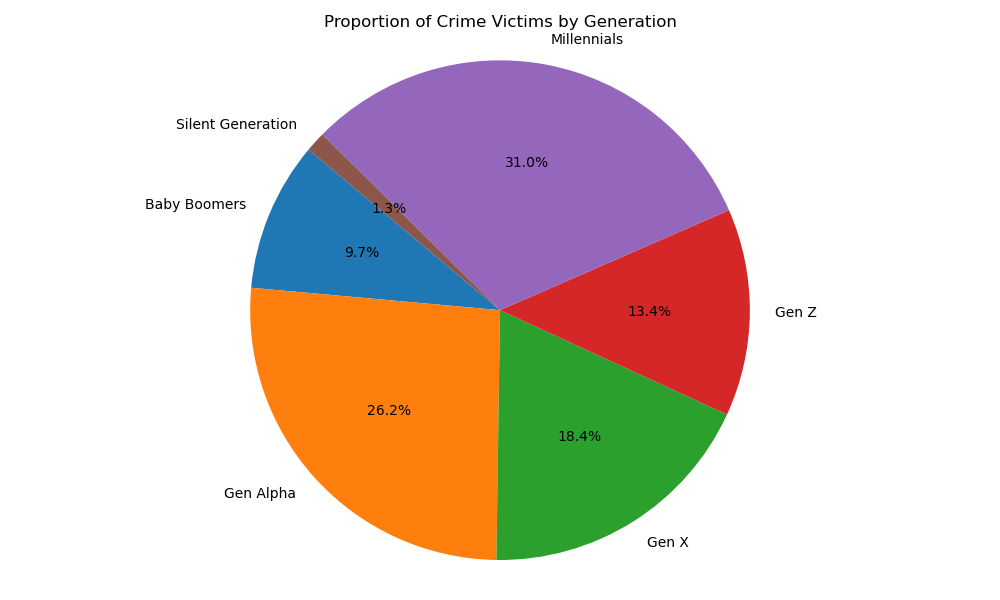 Proportion of Crime Victims by Generation
Millennials
Silent Generation
31.0%
1.3%
Baby Boomers
9.7%
13.4%
Gen Z
26.2%
18.4%
Gen Alpha
Gen X